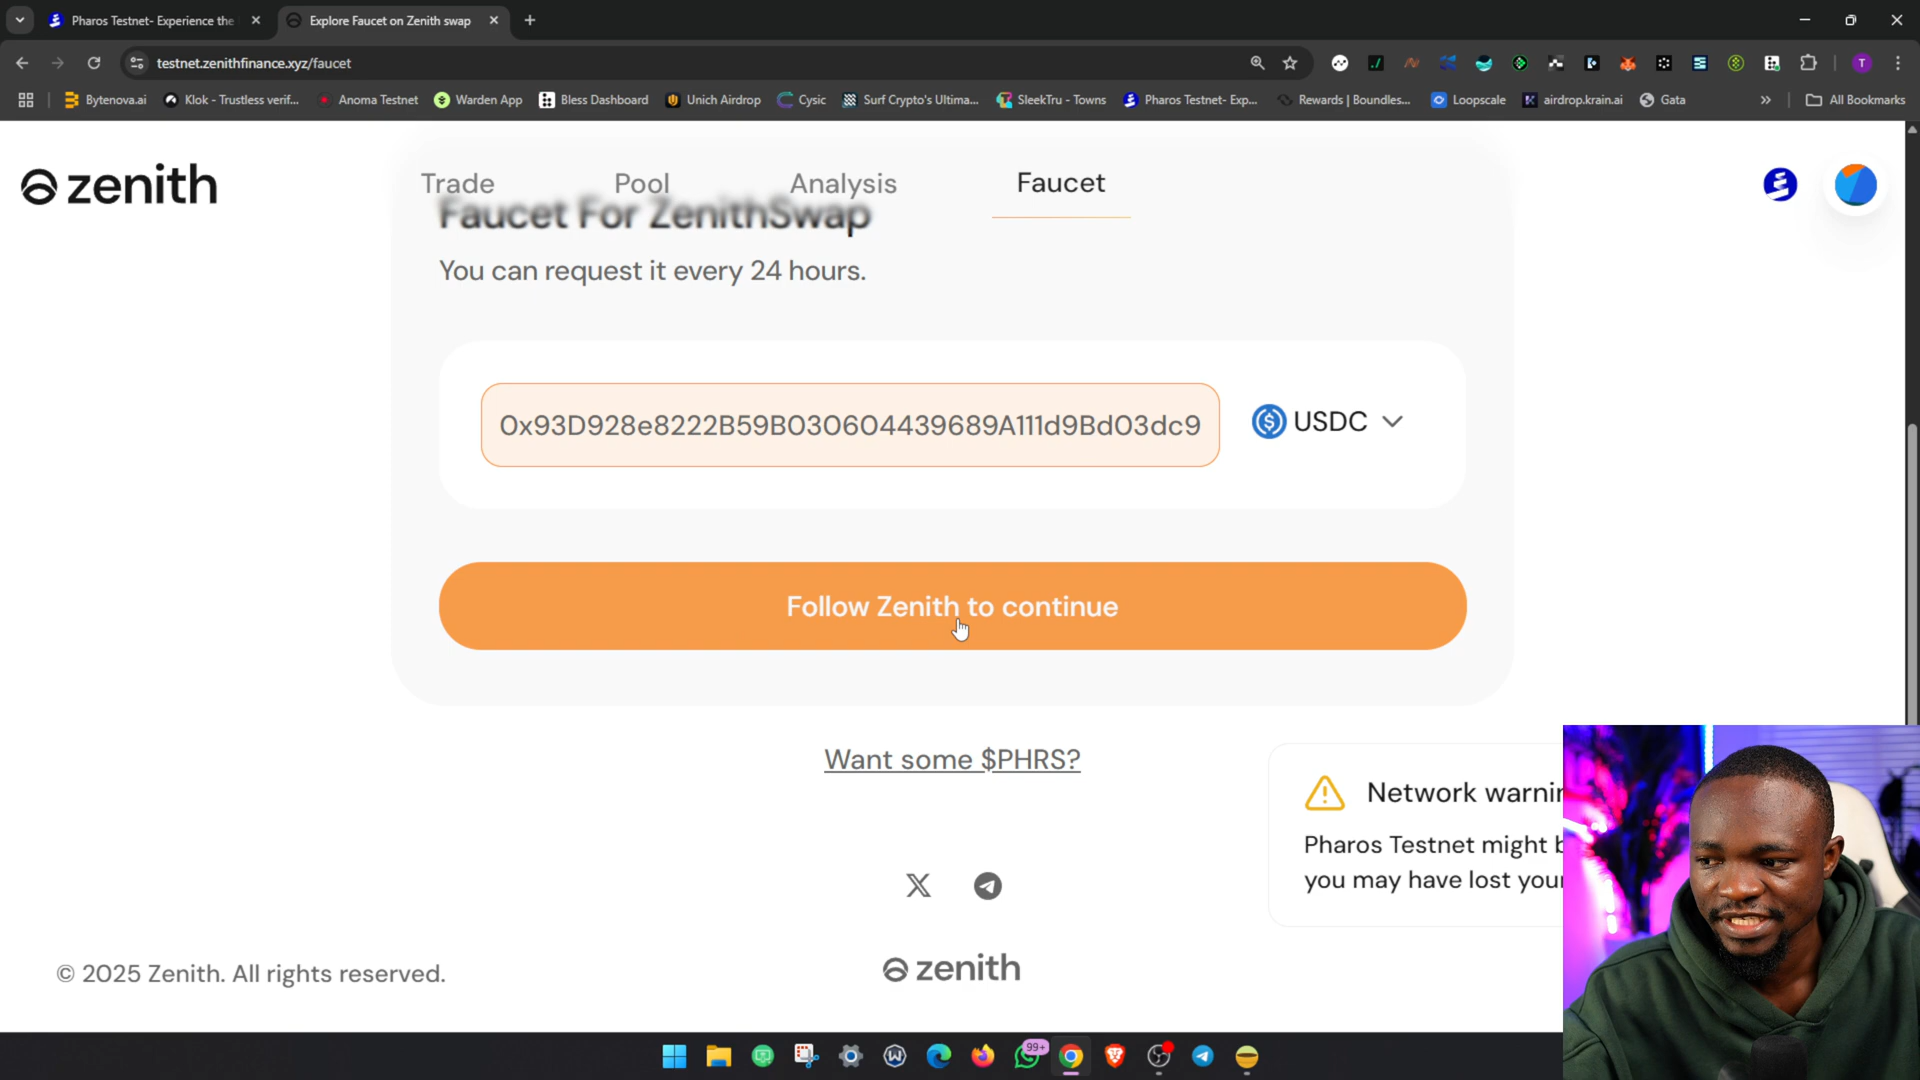 Pharos Testnet- Experience the
Explore Faucet on Zenith swap
testnet.zenithfinance.xyz/faucet
T
Bytenova.ai
Klok - Trustless verif...
Anoma Testnet
Warden App
Bless Dashboard
Unich Airdrop
Cysic
Surf Crypto's Ultima...
SleekTru - Towns
Pharos Testnet- Exp...
Rewards | Boundles...
Loopscale
airdrop.krain.ai
Gata
All Bookmarks
zenith
Trade
Pool
Analysis
Faucet
Faucet For ZenithSwap
You can request it every 24 hours.
0x93D928e8222B59B030604439689A111d9Bd03dc9
USDC
Follow Zenith to continue
Want some $PHRS?
Network warnin
Pharos Testnet might b
you may have lost your
© 2025 Zenith. All rights reserved.
zenith
99+